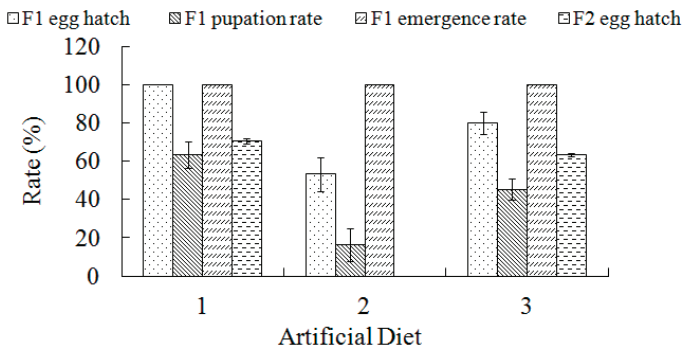 F1 egg hatch F1 pupation rate F1 emergence rate F2 egg hatch
120
100
80
60
40
20
0
Rate (%)
1 2 3
Artificial Diet